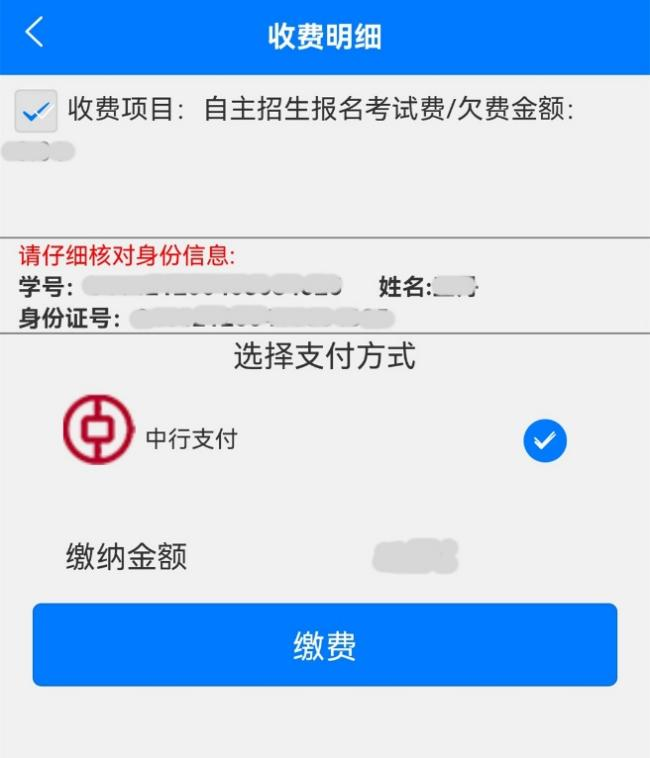 收费明细
收费项目：自主招生报名考试费/欠费金额：
请仔细核对身份信息:
学号： 姓名:
身份证号：
选择支付方式
中行支付
缴纳金额
缴费